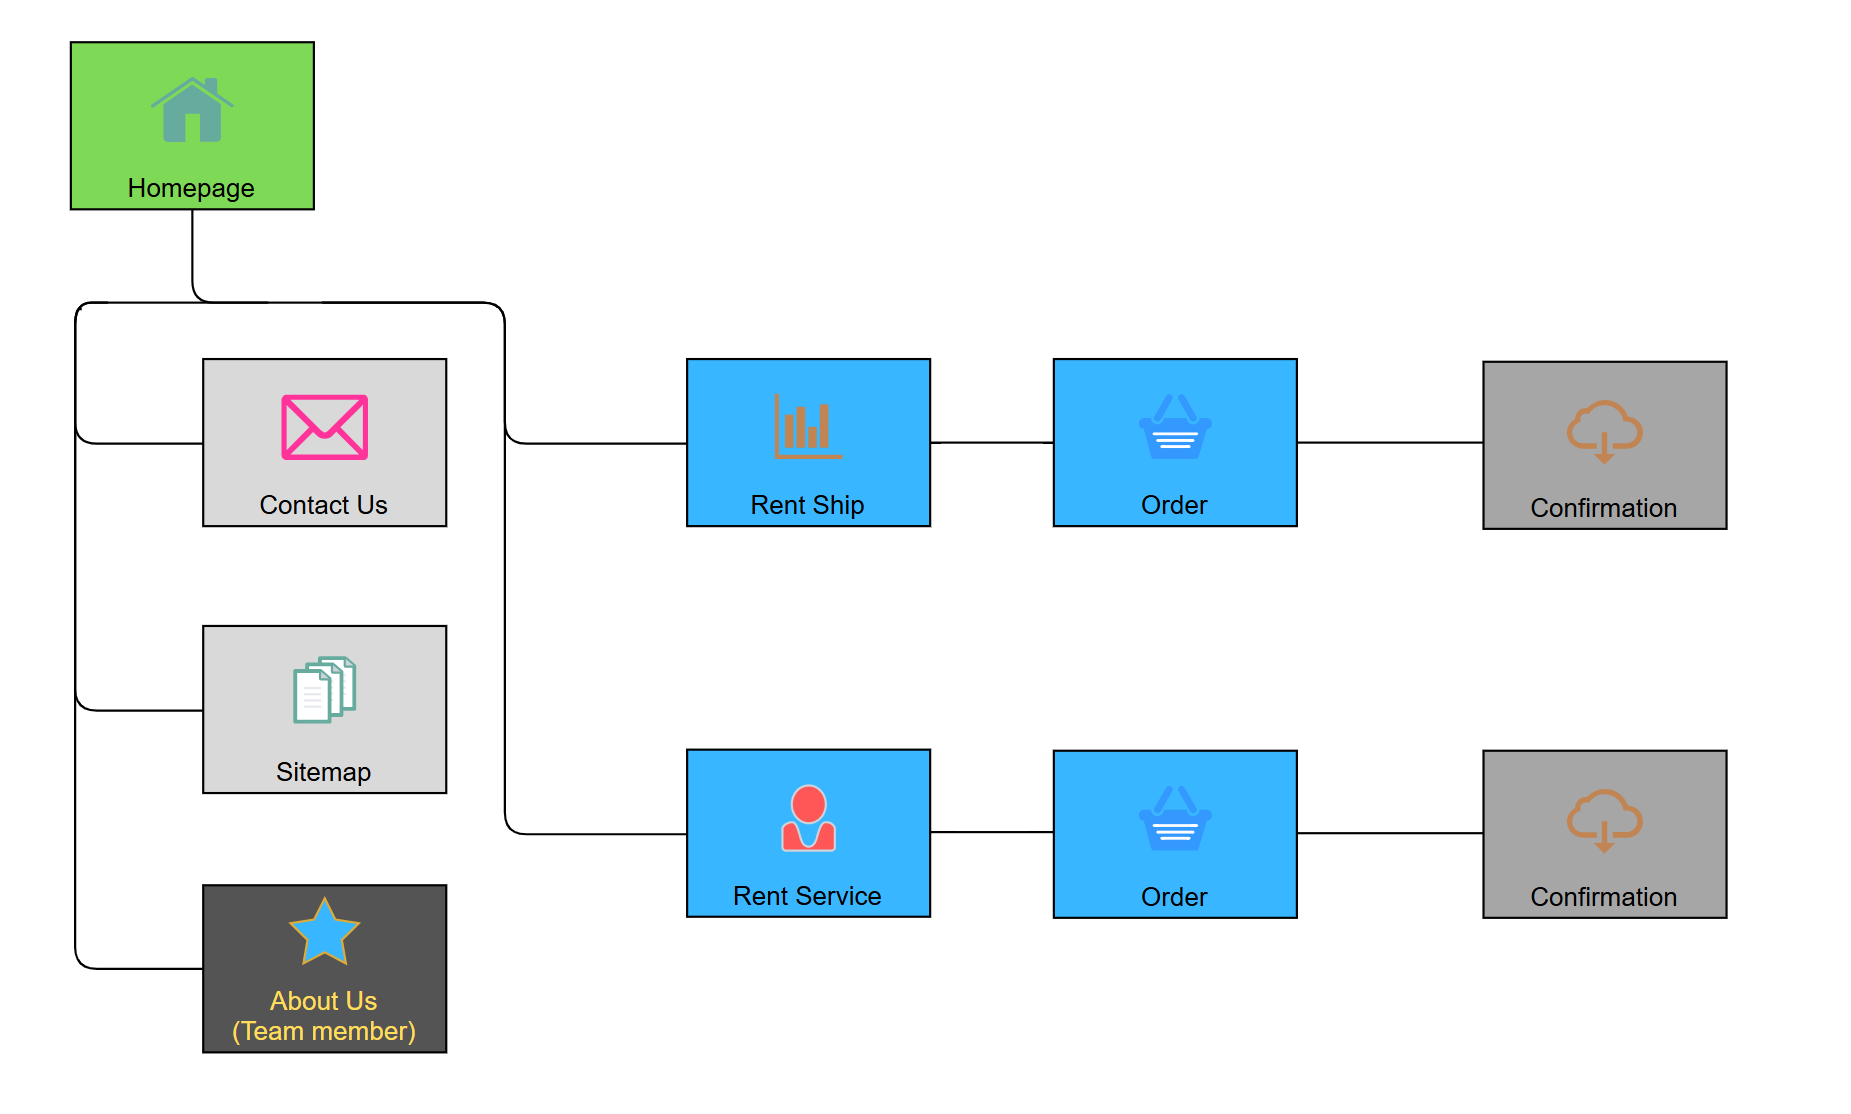 Homepage
Contact Us
Rent Ship
Order
Confirmation
Sitemap
Rent Service
Order
Confirmation
About Us
(Team member)